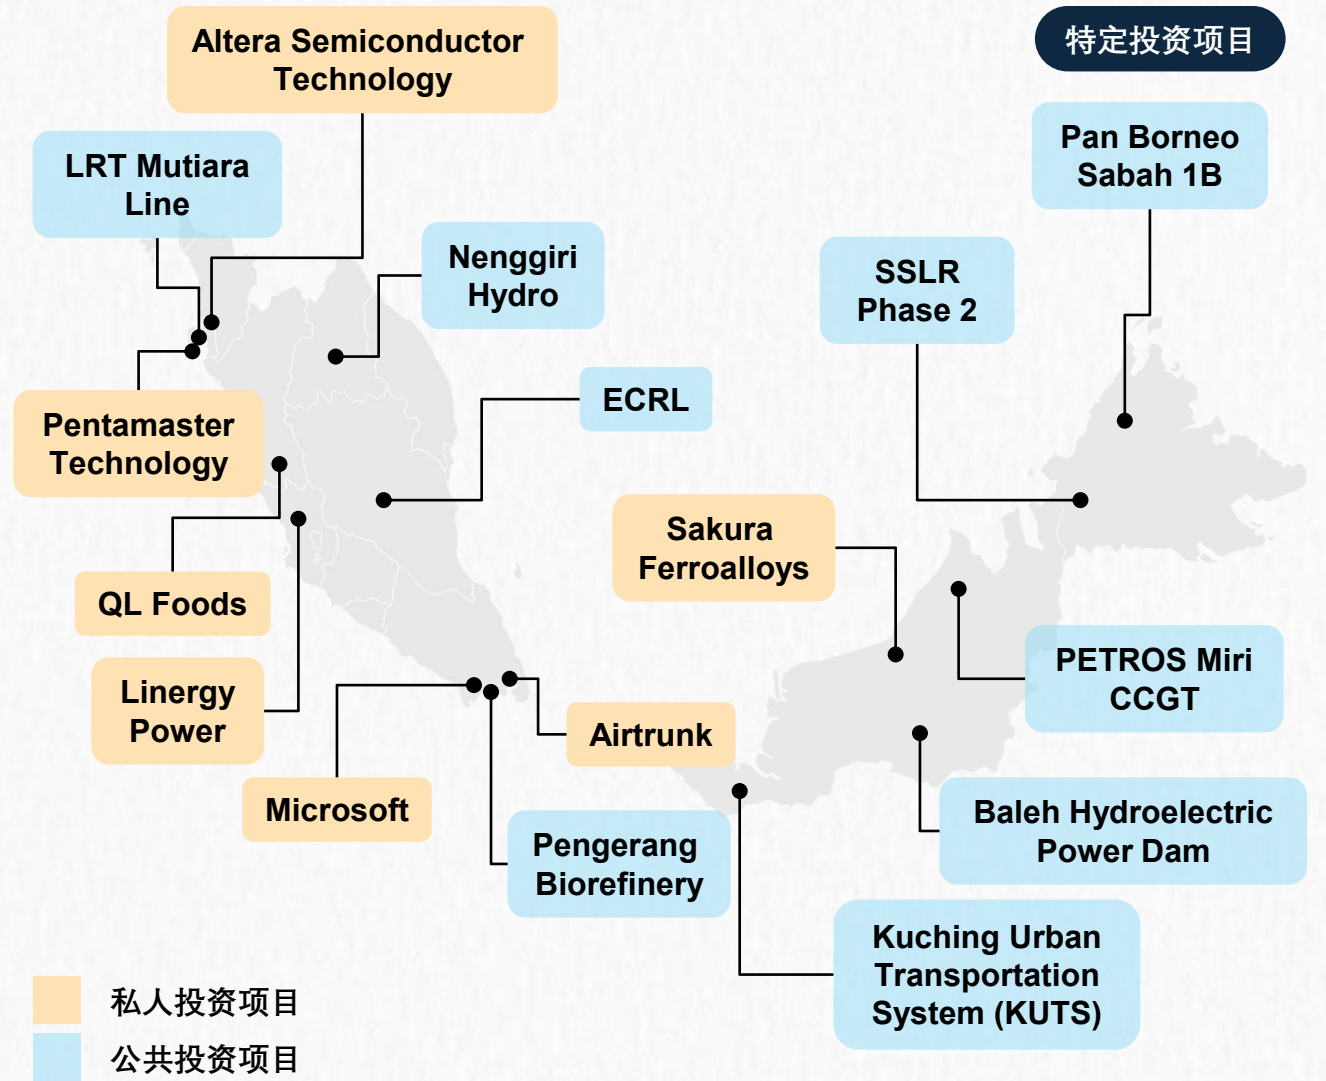 Altera Semiconductor
Technology
特定投资项目
LRT Mutiara
Line
Pan Borneo
Sabah 1B
Nenggiri
Hydro
SSLR
Phase 2
ECRL
Pentamaster
Technology
Sakura
Ferroalloys
QL Foods
Linergy
Power
PETROS Miri
CCGT
Airtrunk
Microsoft
Baleh Hydroelectric
Power Dam
Pengerang
Biorefinery
Kuching Urban
Transportation
System (KUTS)
私人投资项目
公共投资项目